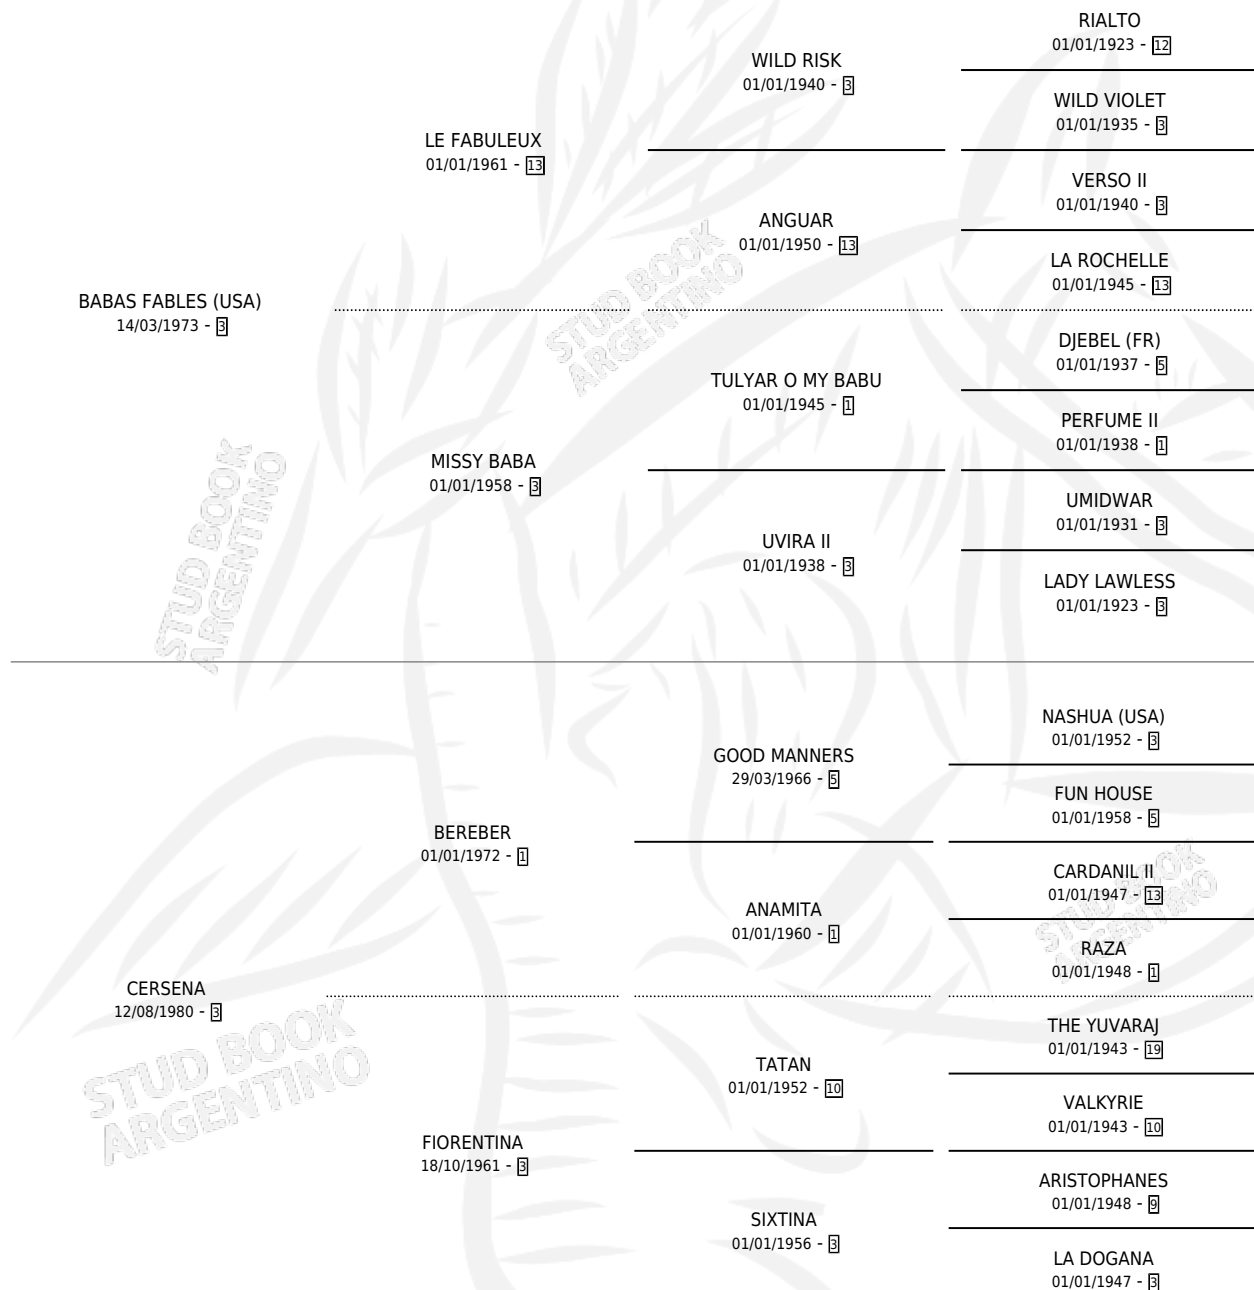 BABAS FABLES (USA)
14/03/1973 - 3
LE FABULEUX
01/01/1961 - 13
WILD RISK
01/01/1940 - 3
RIALTO
01/01/1923 - 12
WILD VIOLET
01/01/1935 - 3
ANGUAR
01/01/1950 - 13
VERSO II
01/01/1940 - 3
LA ROCHELLE
01/01/1945 - 13
MISSY BABA
01/01/1958 - 3
TULYAR O MY BABU
01/01/1945 - 1
DJEBEL (FR)
01/01/1937 - 5
PERFUME II
01/01/1938 - 1
UVIRA II
01/01/1938 - 3
UMIDWAR
01/01/1931 - 3
LADY LAWLESS
01/01/1923 - 3
CERSENA
12/08/1980 - 3
BEREBER
01/01/1972 - 1
GOOD MANNERS
29/03/1966 - 5
NASHUA (USA)
01/01/1952 - 3
FUN HOUSE
01/01/1958 - 5
ANAMITA
01/01/1960 - 1
CARDANIL II
01/01/1947 - 13
RAZA
01/01/1948 - 1
FIORENTINA
18/10/1961 - 3
TATAN
01/01/1952 - 10
THE YUVARAJ
01/01/1943 - 19
VALKYRIE
01/01/1943 - 10
SIXTINA
01/01/1956 - 3
ARISTOPHANES
01/01/1948 - 9
LA DOGANA
01/01/1947 - 3
STUD BOOK
ARGENTINO
STUD BOOK
ARGENTINO
STUD BOOK
ARGENTINO
STUD BOOK
ARGENTINO